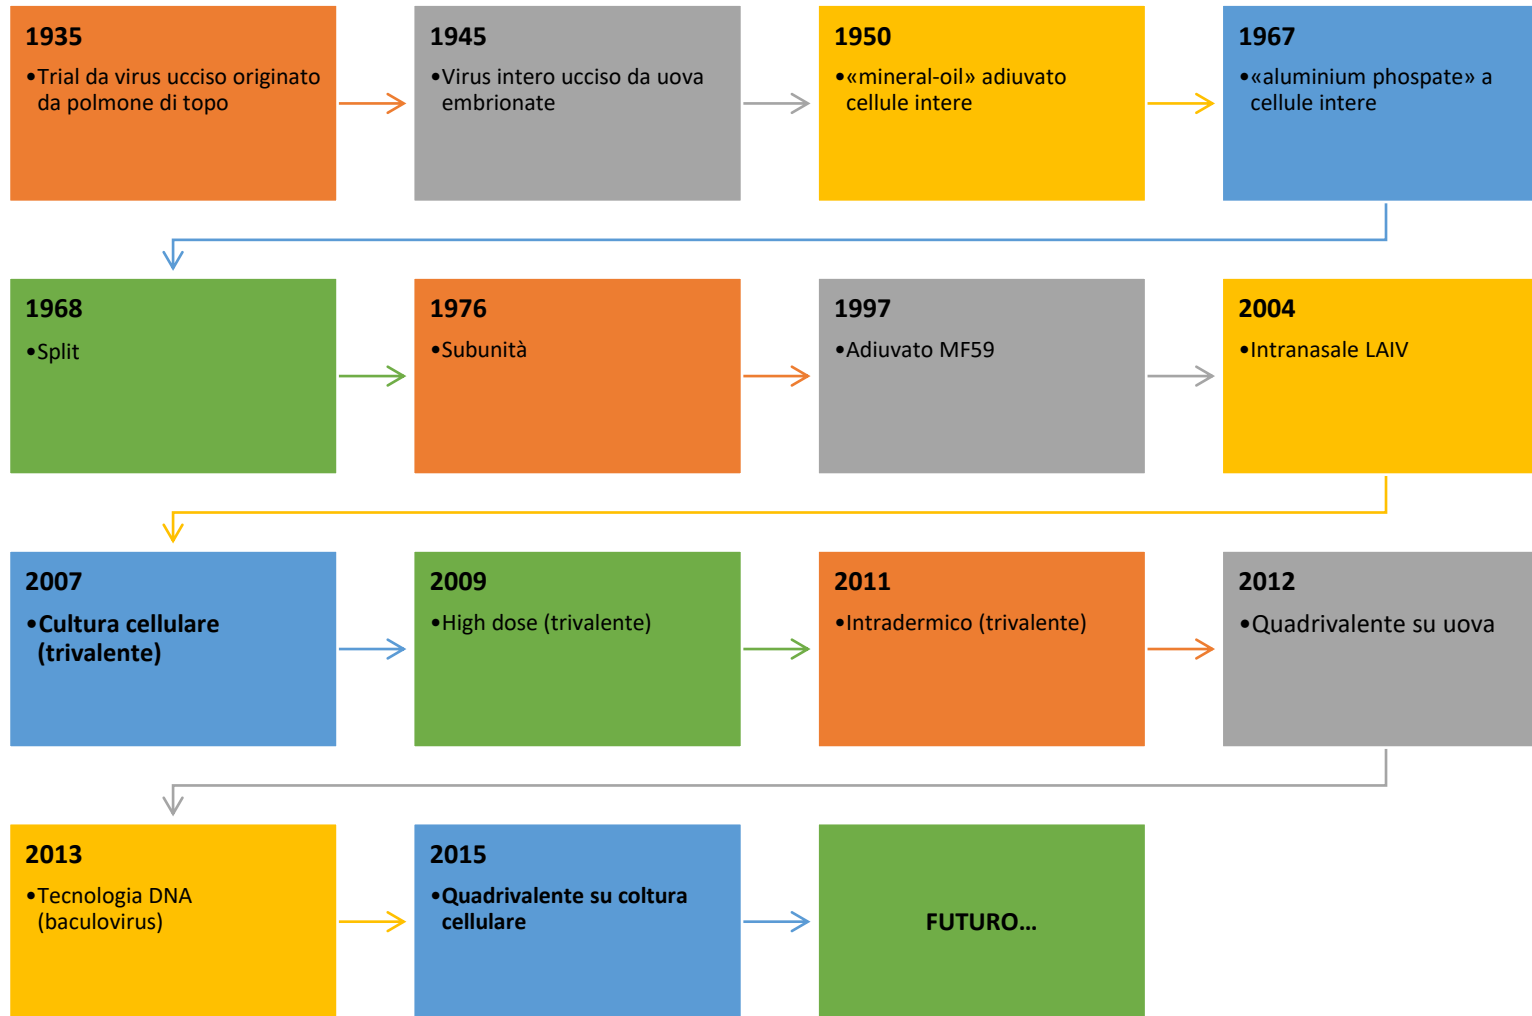 1935
•Trial da virus ucciso originato
da polmone di topo
1945
•Virus intero ucciso da uova
embrionate
1950
•«mineral-oil» adiuvato
cellule intere
1967
•«aluminium phospate» a
cellule intere
1968
•Split
1976
•Subunità
1997
•Adiuvato MF59
2004
•Intranasale LAIV
2007
•Cultura cellulare
(trivalente)
2009
•High dose (trivalente)
2011
•Intradermico (trivalente)
2012
•Quadrivalente su uova
2013
•Tecnologia DNA
(baculovirus)
2015
•Quadrivalente su coltura
cellulare
FUTURO…